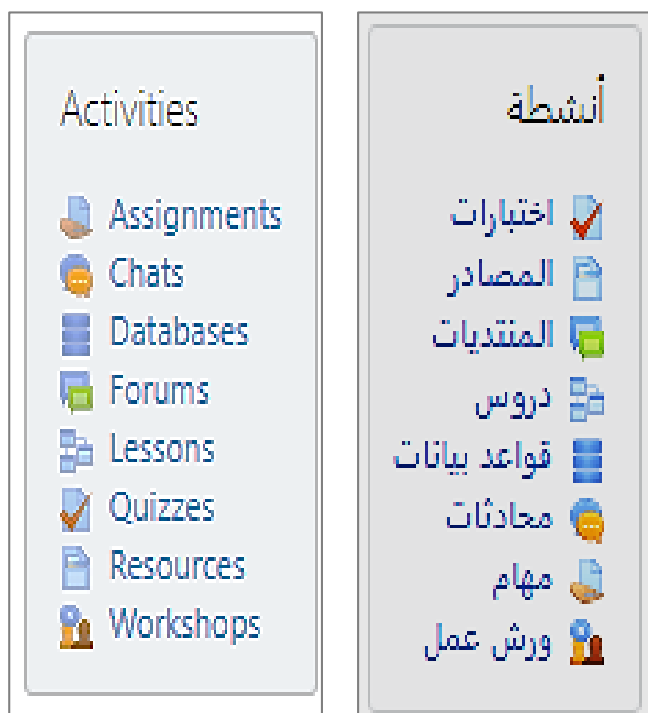 Activities
Assignments
Chats
Databases
Forums
Lessons
Quizzes
Resources
Workshops
أنشطة
اختبارات
المصادر
المنتديات
دروس
قواعد بيانات
محادثات
مهام
ورش عمل